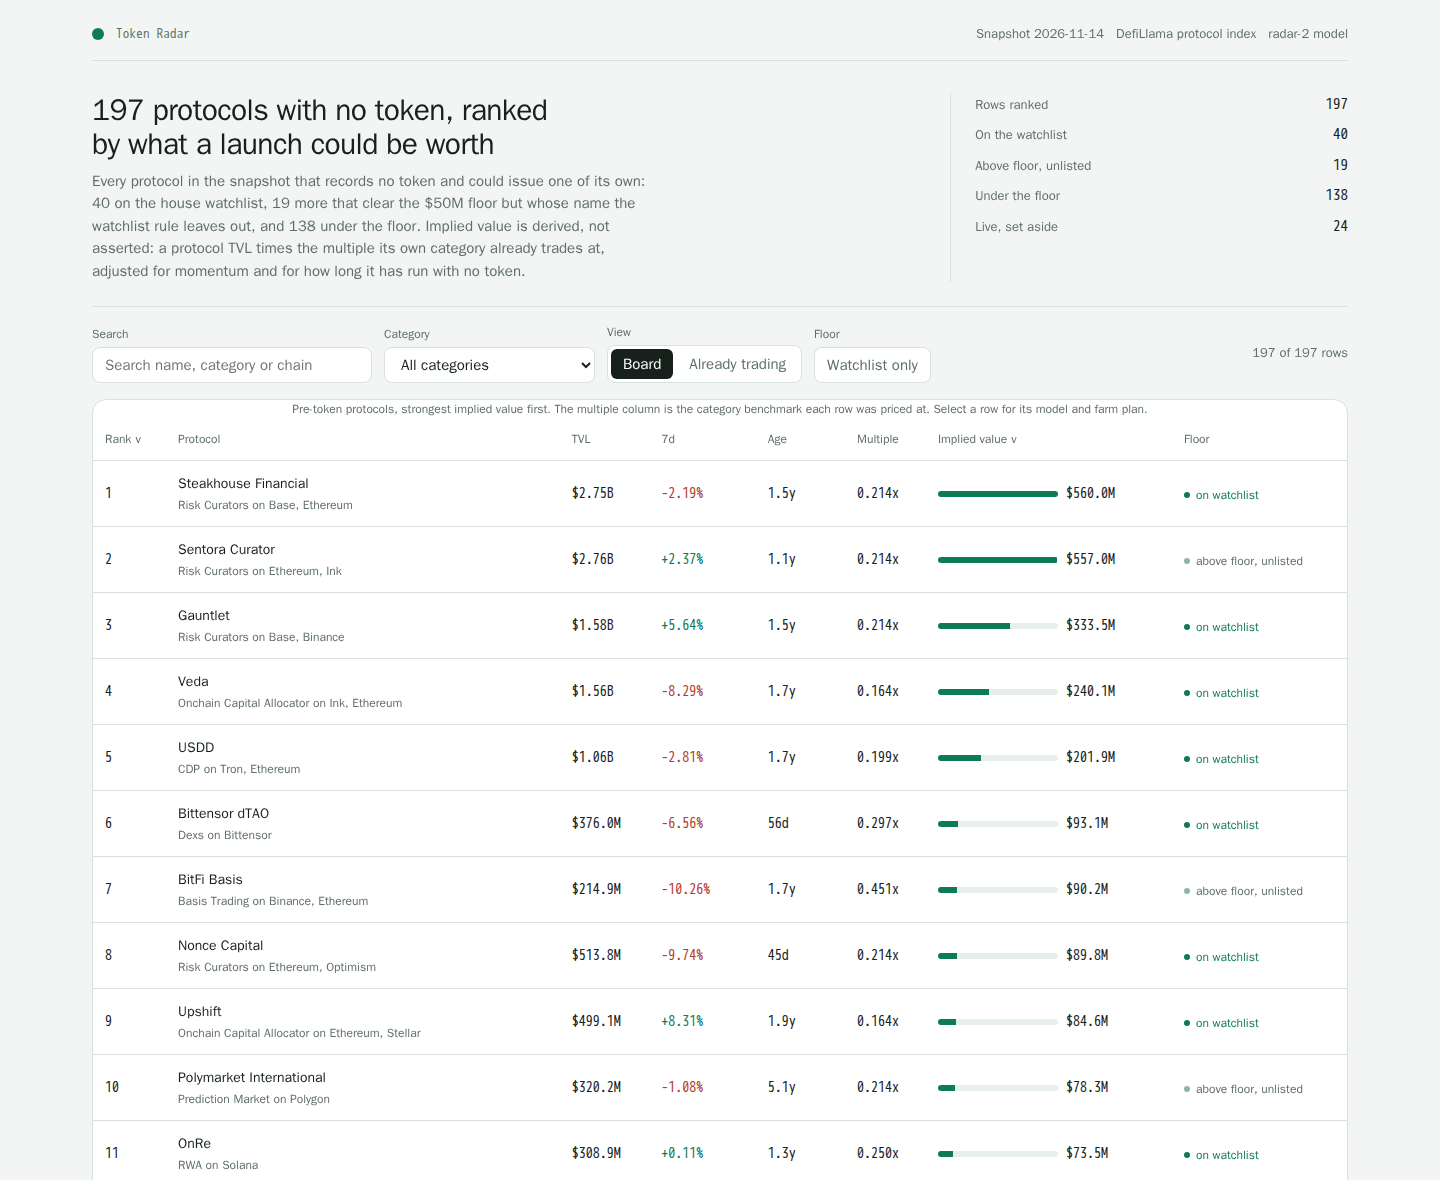 Token Radar
Snapshot 2026-11-14 DefiLlama protocol index radar-2 model
197 protocols with no token, ranked
by what a launch could be worth
Every protocol in the snapshot that records no token and could issue one of its own:
40 on the house watchlist, 19 more that clear the $50M floor but whose name the
watchlist rule leaves out, and 138 under the floor. Implied value is derived, not
asserted: a protocol TVL times the multiple its own category already trades at,
adjusted for momentum and for how long it has run with no token.
Rows ranked 197
On the watchlist 40
Above floor, unlisted 19
Under the floor 138
Live, set aside 24
Search
Search name, category or chain
Category
All categories
View
Board Already trading
Floor
Watchlist only
197 of 197 rows
Pre-token protocols, strongest implied value first. The multiple column is the category benchmark each row was priced at. Select a row for its model and farm plan.
Rank v Protocol TVL 7d Age Multiple Implied value v Floor
1 Steakhouse Financial $2.75B -2.19% 1.5y 0.214x $560.0M on watchlist
Risk Curators on Base, Ethereum
2 Sentora Curator $2.76B +2.37% 1.1y 0.214x $557.0M above floor, unlisted
Risk Curators on Ethereum, Ink
3 Gauntlet $1.58B +5.64% 1.5y 0.214x $333.5M on watchlist
Risk Curators on Base, Binance
4 Veda $1.56B -8.29% 1.7y 0.164x $240.1M on watchlist
Onchain Capital Allocator on Ink, Ethereum
5 USDD $1.06B -2.81% 1.7y 0.199x $201.9M on watchlist
CDP on Tron, Ethereum
6 Bittensor dTAO $376.0M -6.56% 56d 0.297x $93.1M on watchlist
Dexs on Bittensor
7 BitFi Basis $214.9M -10.26% 1.7y 0.451x $90.2M above floor, unlisted
Basis Trading on Binance, Ethereum
8 Nonce Capital $513.8M -9.74% 45d 0.214x $89.8M on watchlist
Risk Curators on Ethereum, Optimism
9 Upshift $499.1M +8.31% 1.9y 0.164x $84.6M on watchlist
Onchain Capital Allocator on Ethereum, Stellar
10 Polymarket International $320.2M -1.08% 5.1y 0.214x $78.3M above floor, unlisted
Prediction Market on Polygon
11 OnRe $308.9M +0.11% 1.3y 0.250x $73.5M on watchlist
RWA on Solana